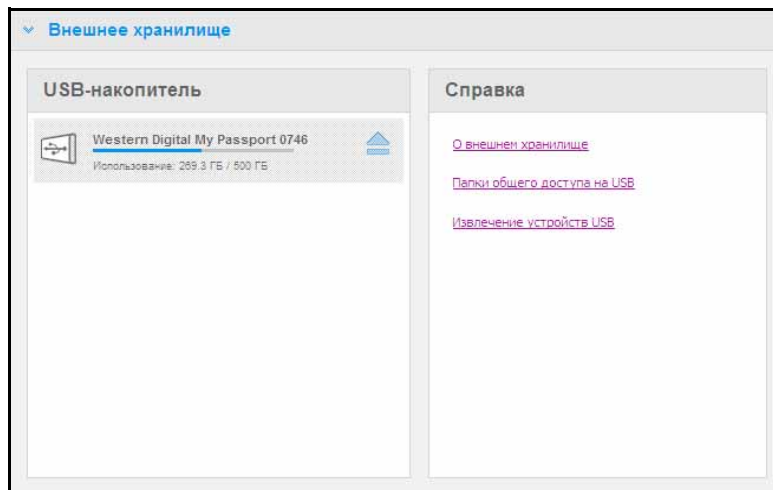 Внешнее хранилище
USB-накопитель
Western Digital My Passport 0746
Использование: 269.3 ГБ / 500 ГБ
Справка
О внешнем хранилище
Папки общего доступа на USB
Извлечение устройств USB